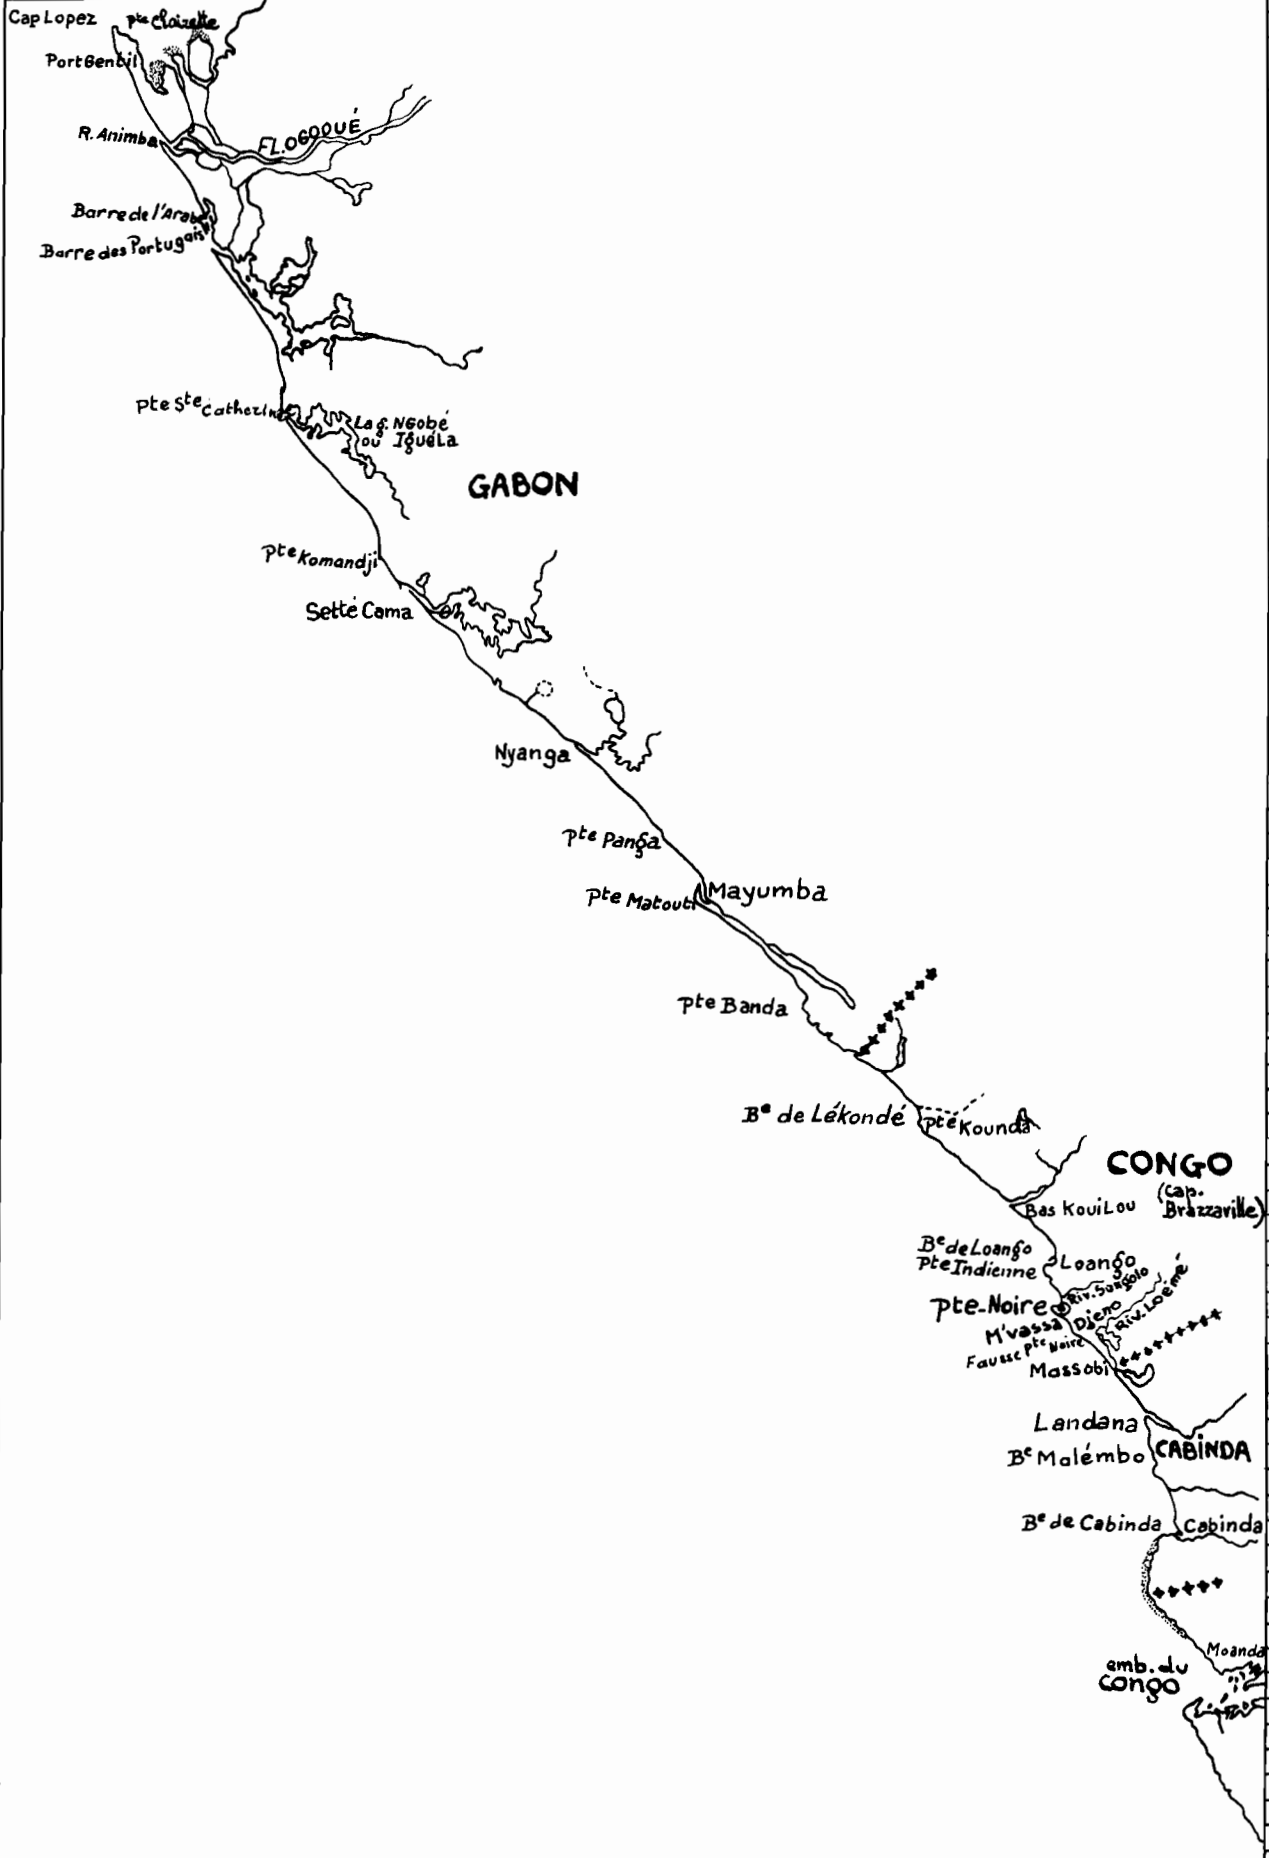 Cap Lopez
Pte Clairette
Port Gentil
R. Animba
FL. OGOOUÉ
Barre de l'Arabe
Barre des Portugais
Pte Ste Catherine
Lag. NGobé
ou Iguéla
GABON
Pte Komandji
Setté Cama
Nyanga
Pte Panga
Mayumba
Pte Matouti
Pte Banda
Be de Lékondé
Pte Kounda
CONGO
(cap.
Brazzaville)
Bas Kouilou
Be de Loango
Pte Indienne
Loango
Riv. Songolo
Pte-Noire
Djeno
Riv. Loémé
M'vassa
Fausse Pte Noire
Massabi
Landana
Be Malémbo
CABINDA
Be de Cabinda
Cabinda
Moanda
emb. du
Congo